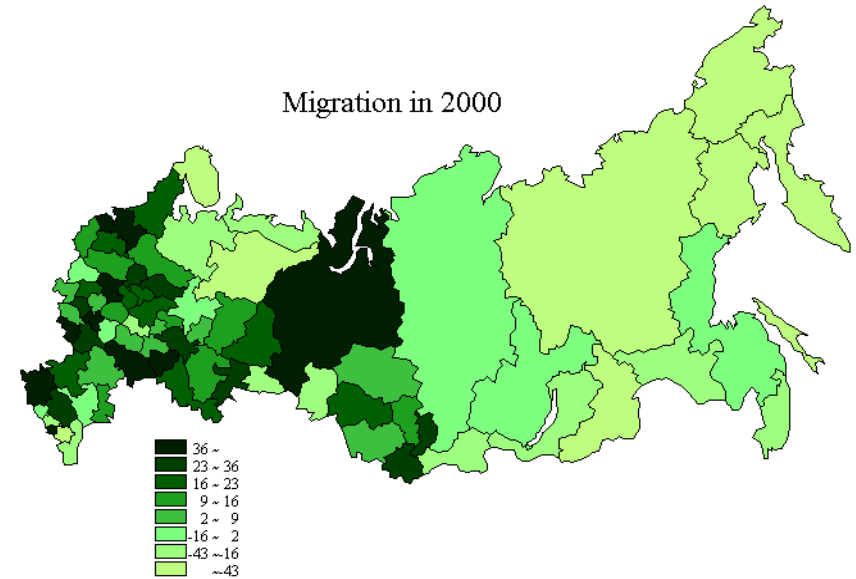 Migration in 2000
36 ~
23 ~ 36
16 ~ 23
9 ~ 16
2 ~ 9
-16 ~ 2
-43 ~-16
~-43